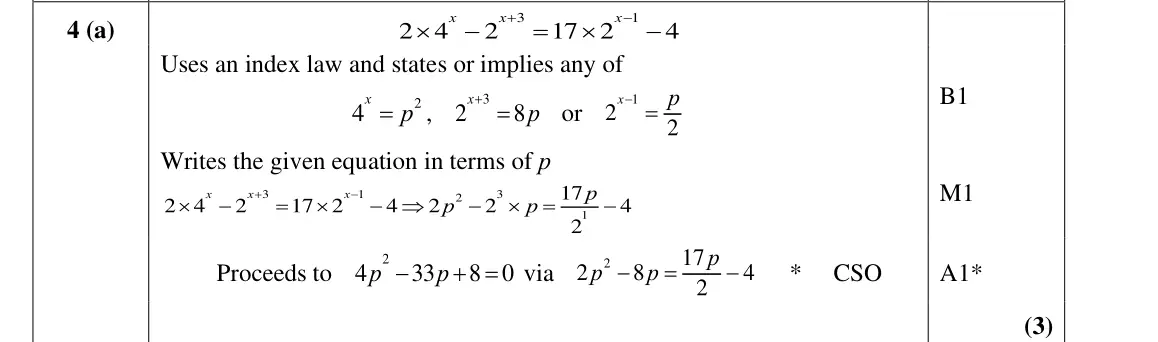 4 (a)
2×4^x − 2^(x+3) = 17×2^(x−1) − 4
Uses an index law and states or implies any of
4^x = p², 2^(x+3) = 8p or 2^(x−1) = p/2
B1
Writes the given equation in terms of p
2×4^x − 2^(x+3) = 17×2^(x−1) − 4 ⇒ 2p² − 2³ × p = 17p/2¹ − 4
M1
Proceeds to 4p² − 33p + 8 = 0 via 2p² − 8p = 17p/2 − 4 * CSO
A1*
(3)